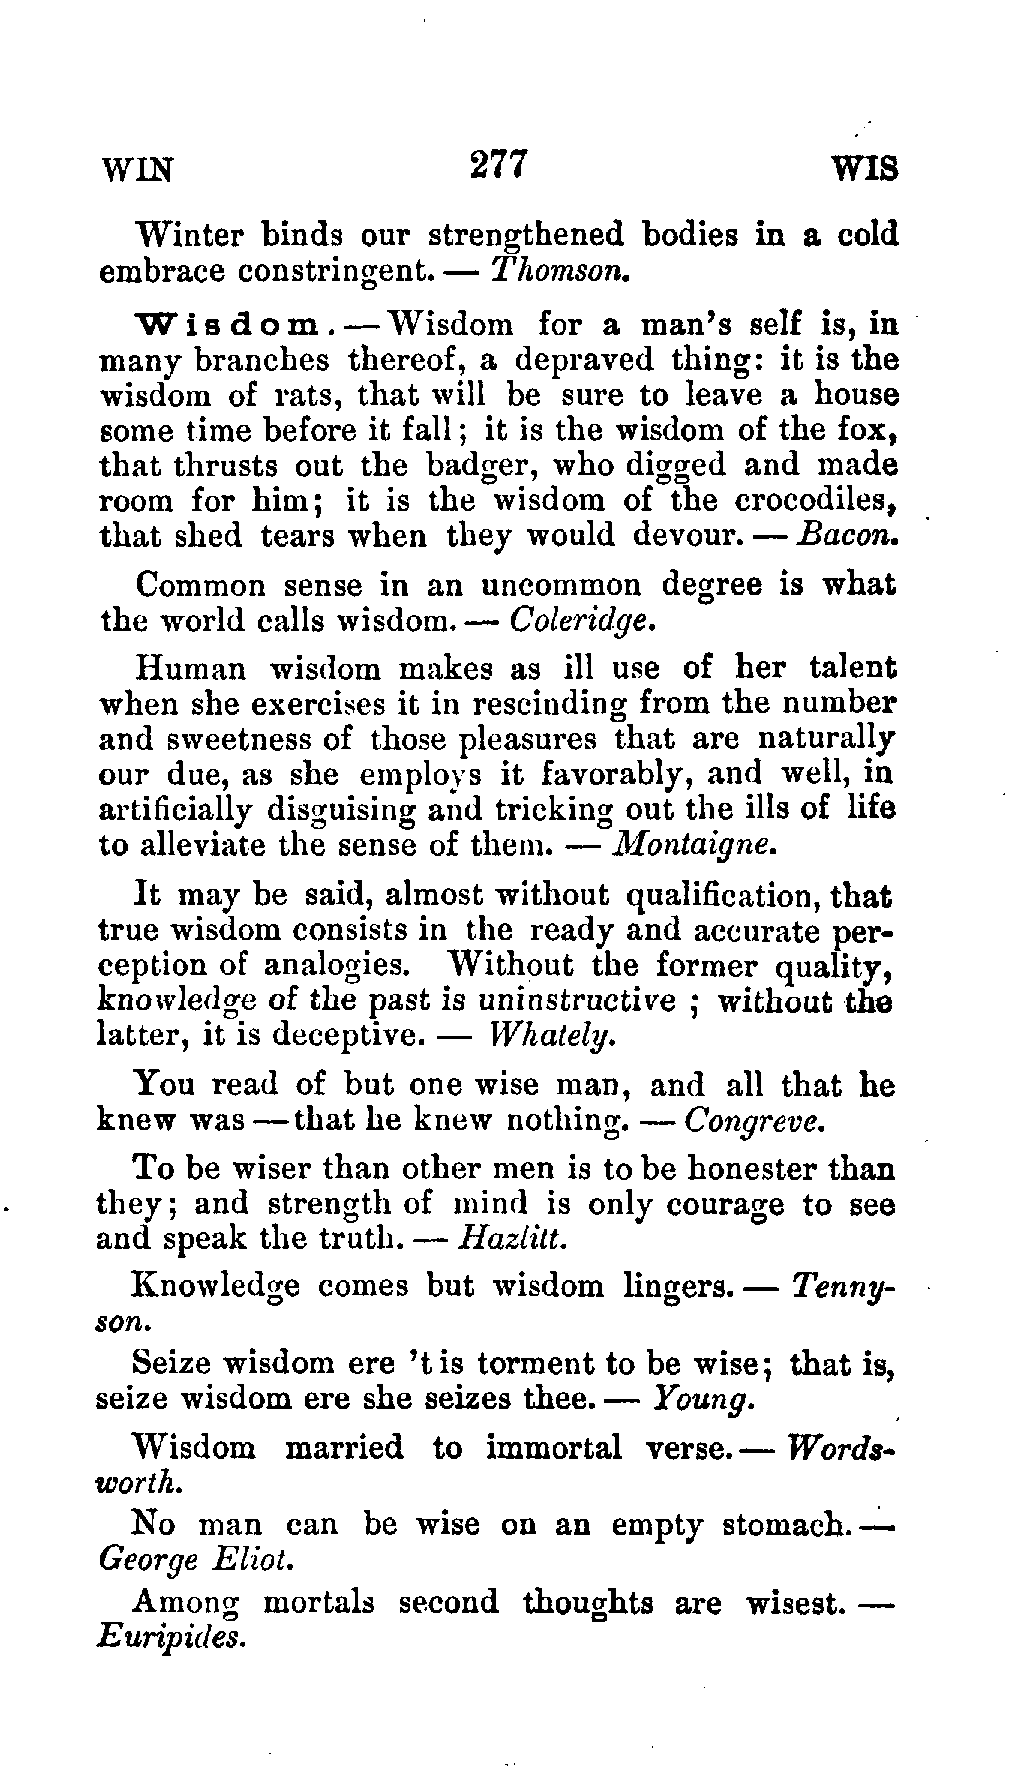 WIN 277 WIS
Winter binds our strengthened bodies in a cold
embrace constringent. — Thomson.
Wisdom. — Wisdom for a man's self is, in
many branches thereof, a depraved thing: it is the
wisdom of rats, that will be sure to leave a house
some time before it fall; it is the wisdom of the fox,
that thrusts out the badger, who digged and made
room for him; it is the wisdom of the crocodiles,
that shed tears when they would devour. — Bacon.
Common sense in an uncommon degree is what
the world calls wisdom. — Coleridge.
Human wisdom makes as ill use of her talent
when she exercises it in rescinding from the number
and sweetness of those pleasures that are naturally
our due, as she employs it favorably, and well, in
artificially disguising and tricking out the ills of life
to alleviate the sense of them. — Montaigne.
It may be said, almost without qualification, that
true wisdom consists in the ready and accurate per-
ception of analogies. Without the former quality,
knowledge of the past is uninstructive ; without the
latter, it is deceptive. — Whately.
You read of but one wise man, and all that he
knew was — that he knew nothing. — Congreve.
To be wiser than other men is to be honester than
they; and strength of mind is only courage to see
and speak the truth. — Hazlitt.
Knowledge comes but wisdom lingers. — Tenny-
son.
Seize wisdom ere 't is torment to be wise; that is,
seize wisdom ere she seizes thee. — Young.
Wisdom married to immortal verse. — Words-
worth.
No man can be wise on an empty stomach. —
George Eliot.
Among mortals second thoughts are wisest. —
Euripides.